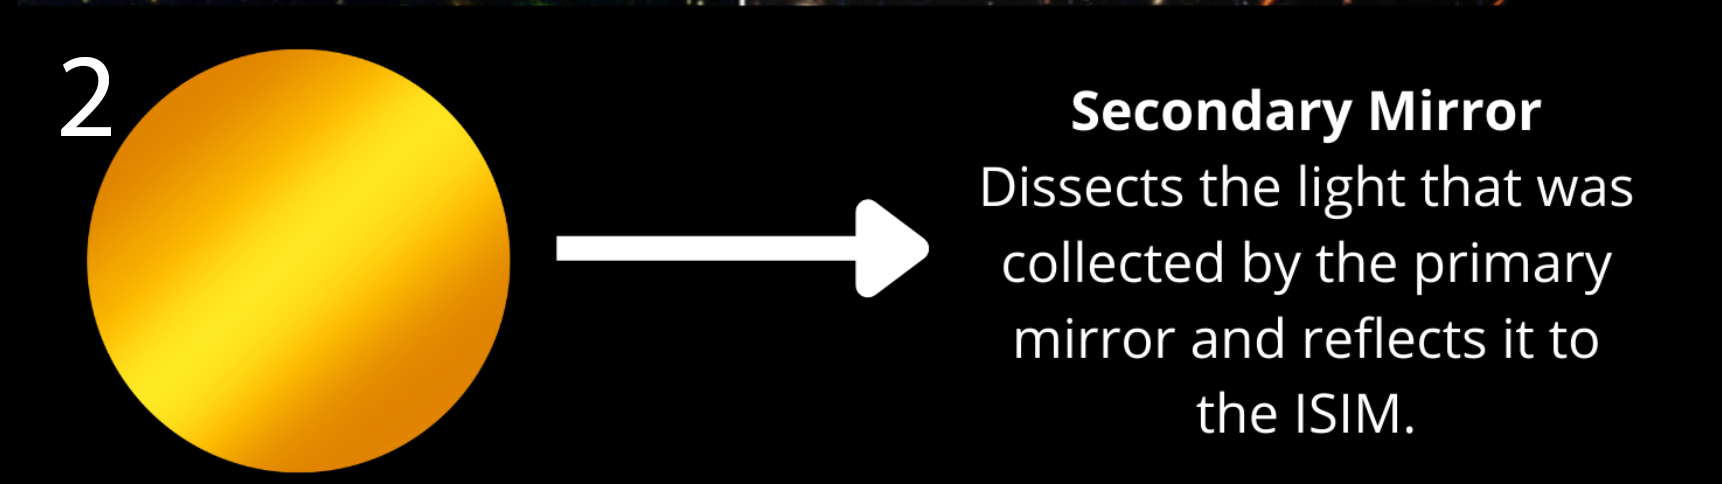 2
Secondary Mirror
Dissects the light that was
collected by the primary
mirror and reflects it to
the ISIM.